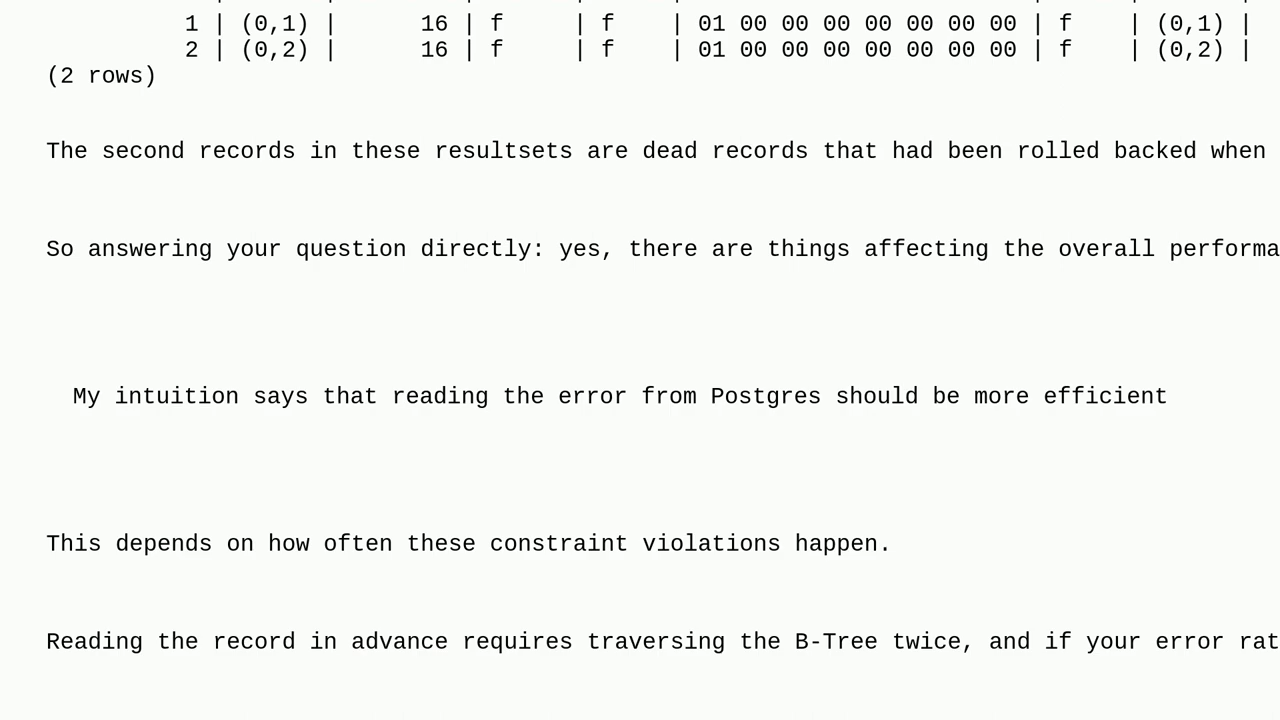 1 | (0,1) |      16 | f     | f    | 01 00 00 00 00 00 00 00 | f    | (0,1) |
2 | (0,2) |      16 | f     | f    | 01 00 00 00 00 00 00 00 | f    | (0,2) |
(2 rows)
The second records in these resultsets are dead records that had been rolled backed when
So answering your question directly: yes, there are things affecting the overall performa
My intuition says that reading the error from Postgres should be more efficient
This depends on how often these constraint violations happen.
Reading the record in advance requires traversing the B-Tree twice, and if your error rat